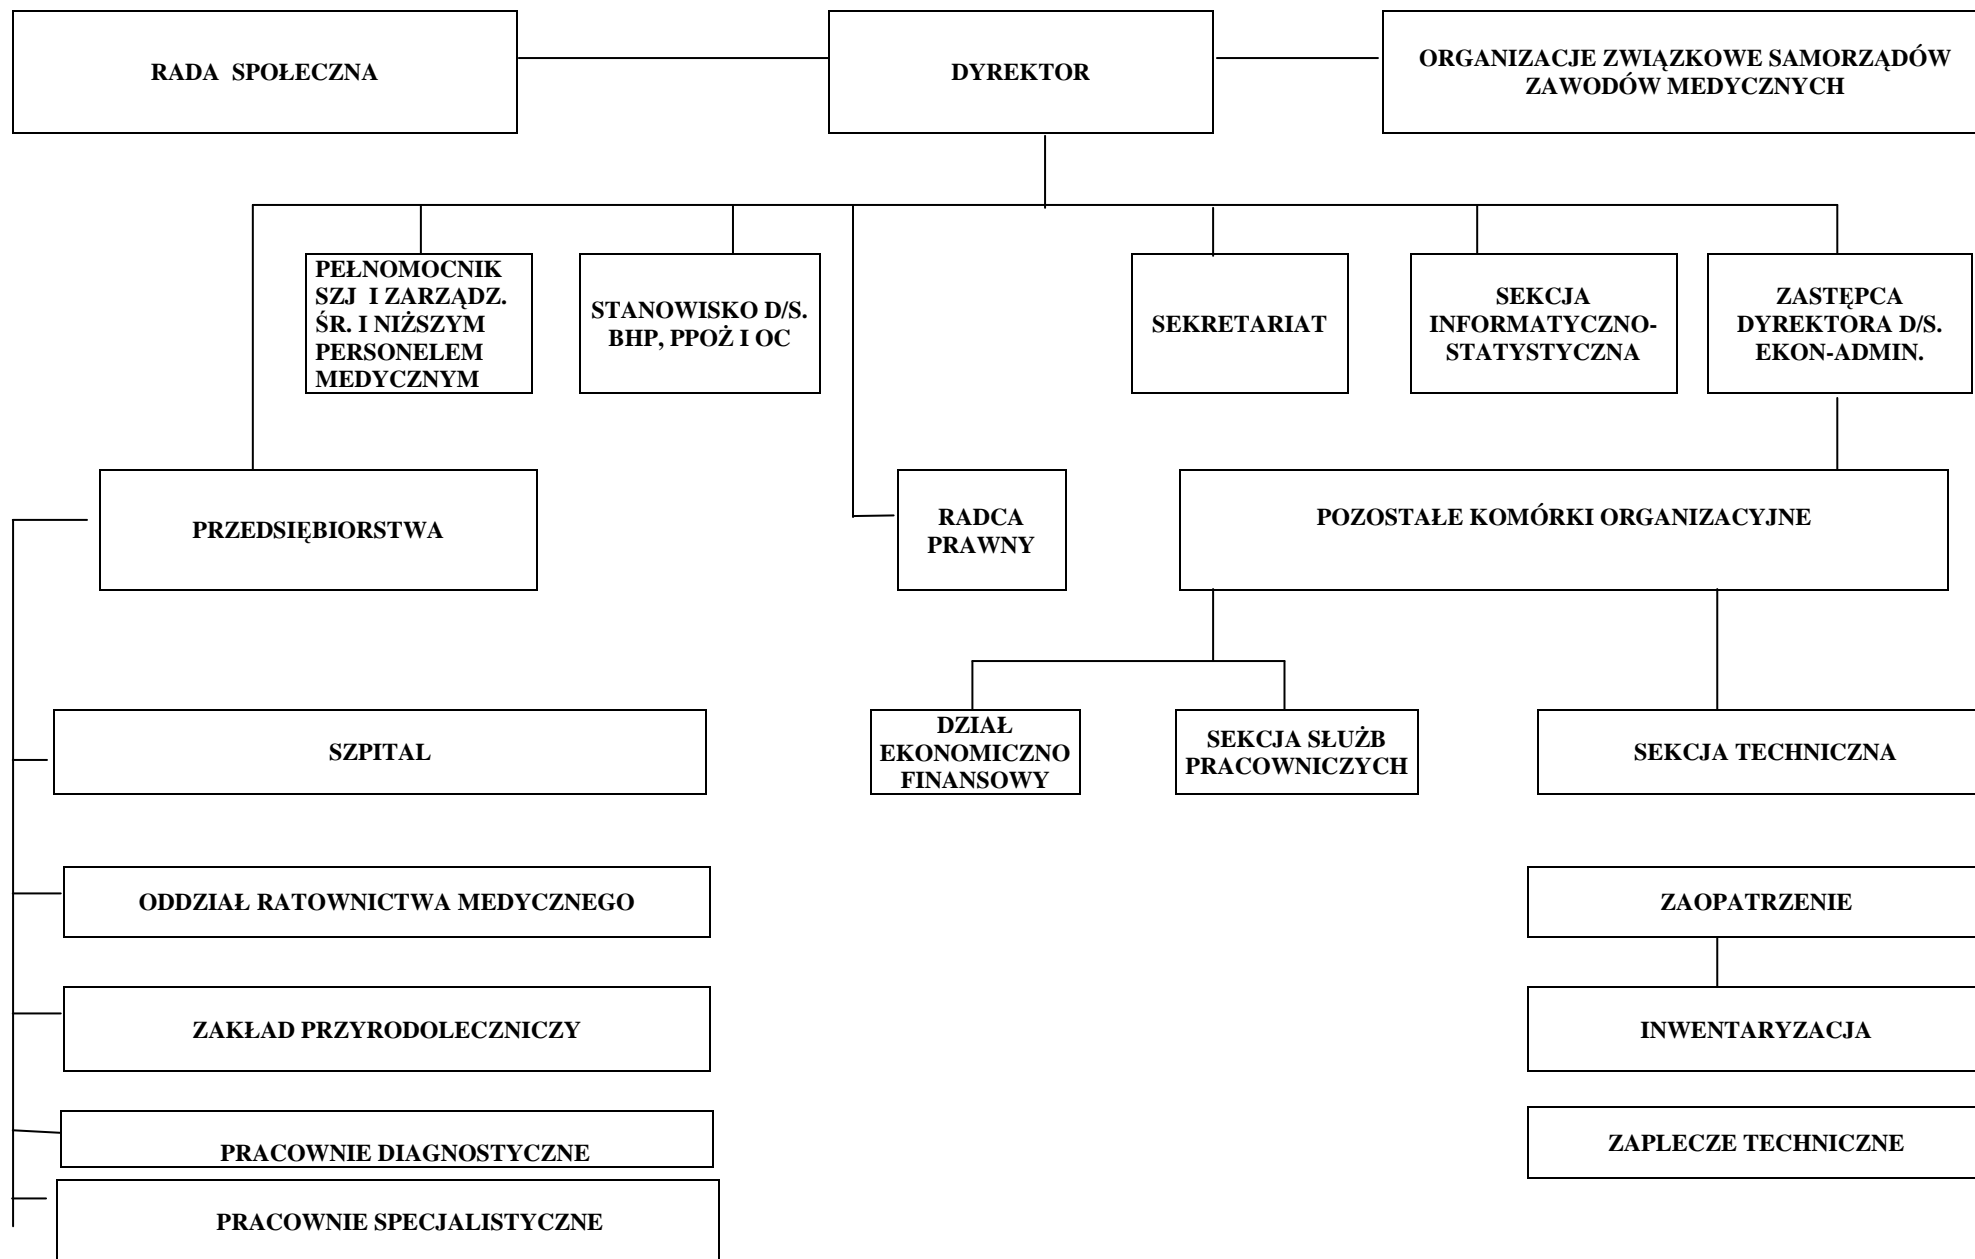 RADA SPOŁECZNA
DYREKTOR
ORGANIZACJE ZWIĄZKOWE SAMORZĄDÓW
ZAWODÓW MEDYCZNYCH
PEŁNOMOCNIK
SZJ I ZARZĄDZ.
ŚR. I NIŻSZYM
PERSONELEM
MEDYCZNYM
STANOWISKO D/S.
BHP, PPOŻ I OC
SEKRETARIAT
SEKCJA
INFORMATYCZNO-
STATYSTYCZNA
ZASTĘPCA
DYREKTORA D/S.
EKON-ADMIN.
PRZEDSIĘBIORSTWA
RADCA
PRAWNY
POZOSTAŁE KOMÓRKI ORGANIZACYJNE
SZPITAL
DZIAŁ
EKONOMICZNO
FINANSOWY
SEKCJA SŁUŻB
PRACOWNICZYCH
SEKCJA TECHNICZNA
ODDZIAŁ RATOWNICTWA MEDYCZNEGO
ZAOPATRZENIE
ZAKŁAD PRZYRODOLECZNICZY
INWENTARYZACJA
PRACOWNIE DIAGNOSTYCZNE
ZAPLECZE TECHNICZNE
PRACOWNIE SPECJALISTYCZNE